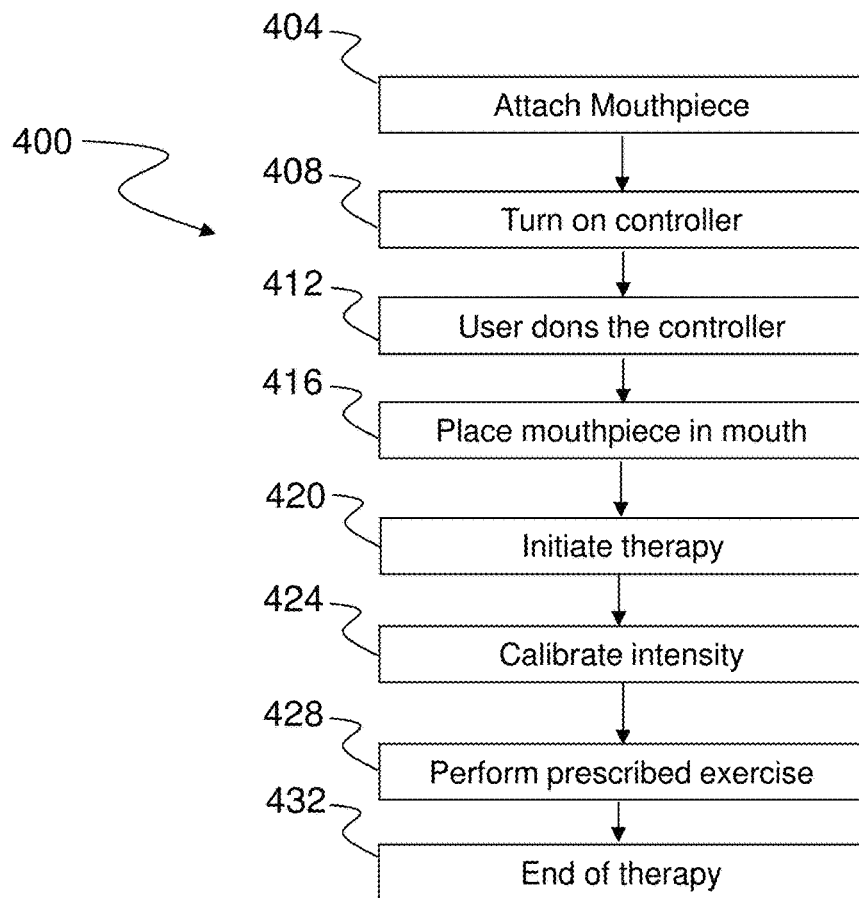 404
Attach Mouthpiece
400
408
Turn on controller
412
User dons the controller
416
Place mouthpiece in mouth
420
Initiate therapy
424
Calibrate intensity
428
Perform prescribed exercise
432
End of therapy